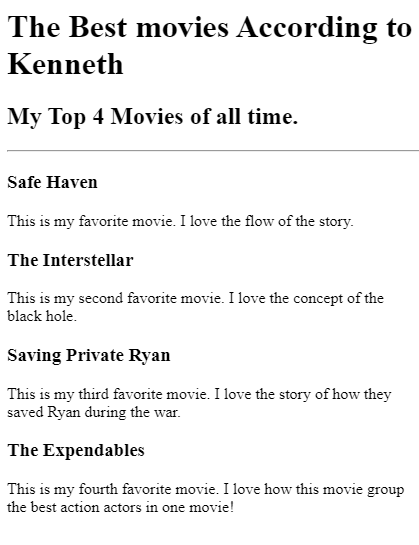 The Best movies According to
Kenneth
My Top 4 Movies of all time.
Safe Haven
This is my favorite movie. I love the flow of the story.
The Interstellar
This is my second favorite movie. I love the concept of the
black hole.
Saving Private Ryan
This is my third favorite movie. I love the story of how they
saved Ryan during the war.
The Expendables
This is my fourth favorite movie. I love how this movie group
the best action actors in one movie!